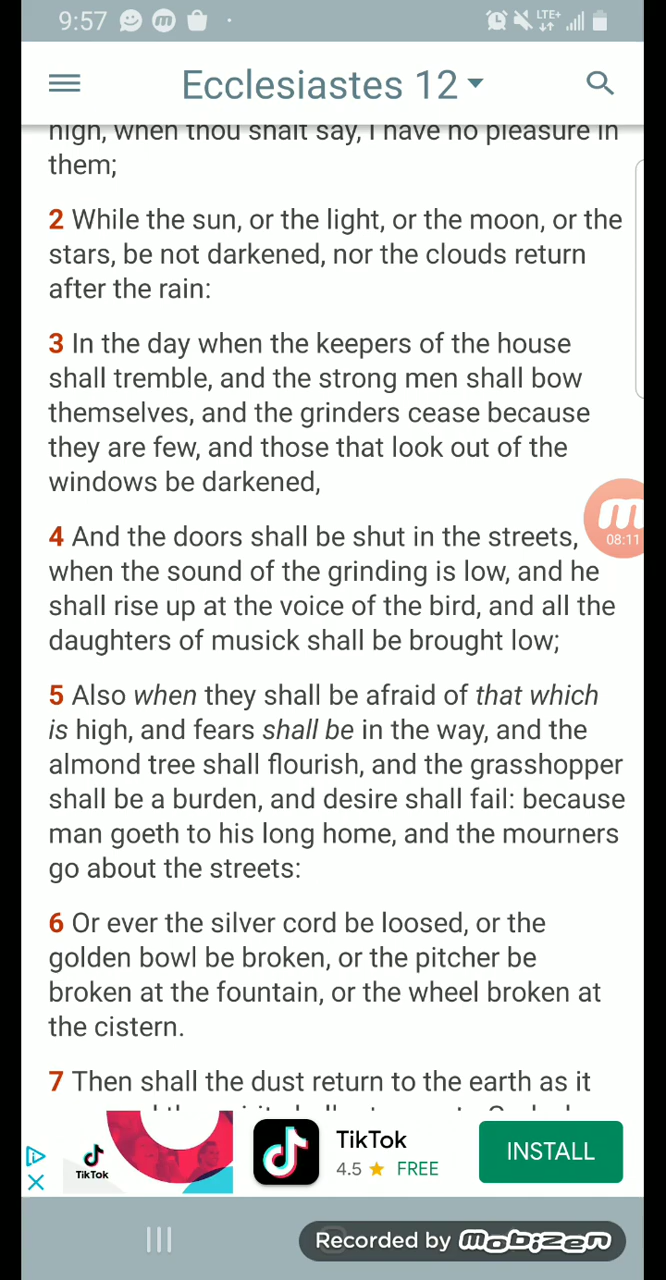 9:57
LTE+
Ecclesiastes 12
high, when thou shalt say, I have no pleasure in
them;
2 While the sun, or the light, or the moon, or the
stars, be not darkened, nor the clouds return
after the rain:
3 In the day when the keepers of the house
shall tremble, and the strong men shall bow
themselves, and the grinders cease because
they are few, and those that look out of the
windows be darkened,
m
08:11
4 And the doors shall be shut in the streets,
when the sound of the grinding is low, and he
shall rise up at the voice of the bird, and all the
daughters of musick shall be brought low;
5 Also when they shall be afraid of that which
is high, and fears shall be in the way, and the
almond tree shall flourish, and the grasshopper
shall be a burden, and desire shall fail: because
man goeth to his long home, and the mourners
go about the streets:
6 Or ever the silver cord be loosed, or the
golden bowl be broken, or the pitcher be
broken at the fountain, or the wheel broken at
the cistern.
7 Then shall the dust return to the earth as it
TikTok
TikTok
4.5 ★ FREE
INSTALL
Recorded by mobizen